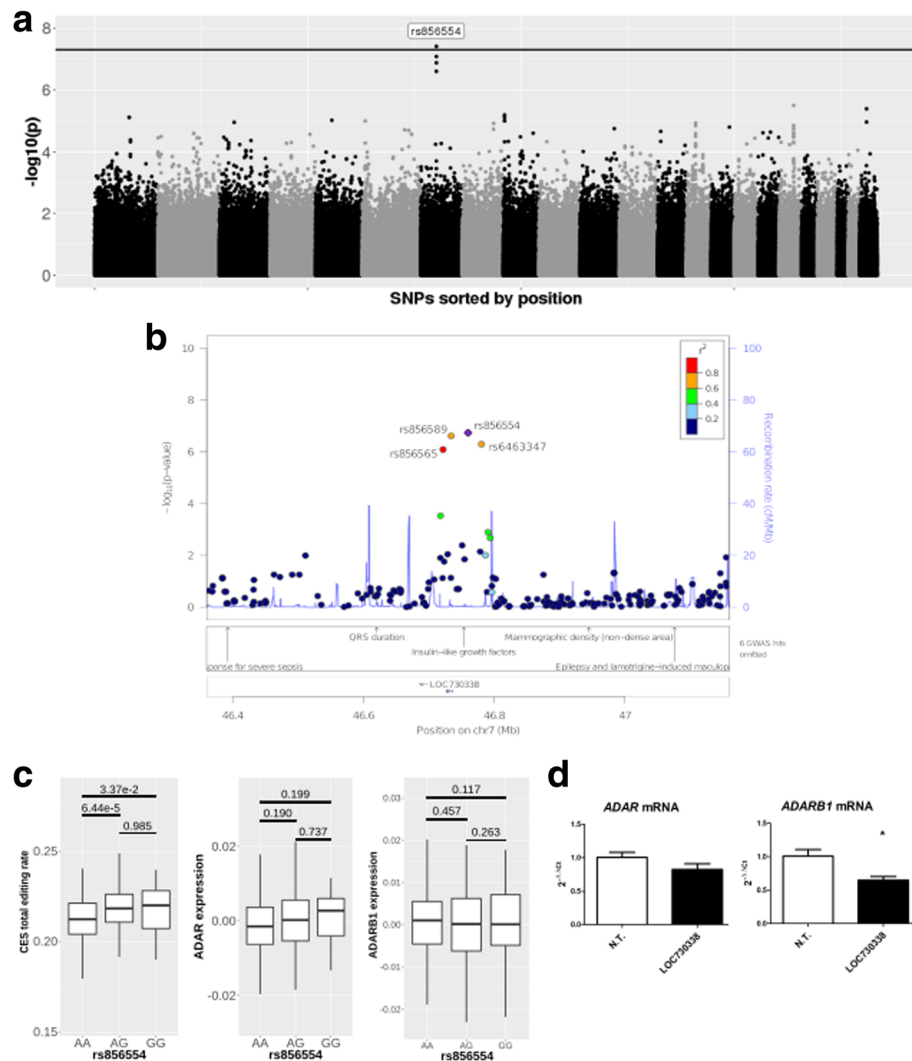 a
rs856554
8
6
4
2
0
-log10(p)
SNPs sorted by position
b
10
8
6
4
2
0
− log10(p−value)
100
80
60
40
20
0
Recombination rate (cM/Mb)
r2
0.8
0.6
0.4
0.2
rs856589
rs856554
rs856565
rs6463347
QRS duration
Mammographic density (non−dense area)
Insulin−like growth factors
ponse for severe sepsis
Epilepsy and lamotrigine−induced maculop
6 GWAS hits
omitted
LOC730338
46.4
46.6
46.8
47
Position on chr7 (Mb)
c
3.37e-2
6.44e-5
0.985
0.25
0.20
0.15
CES total editing rate
AA AG GG
rs856554
0.199
0.190
0.737
0.02
0.00
-0.02
ADAR expression
AA AG GG
rs856554
0.117
0.457
0.263
0.03
0.02
0.01
0.00
-0.01
-0.02
ADARB1 expression
AA AG GG
rs856554
d
ADAR mRNA
1.5
1.0
0.5
0.0
N.T.
LOC730338
ADARB1 mRNA
*
1.5
1.0
0.5
0.0
N.T.
LOC730338